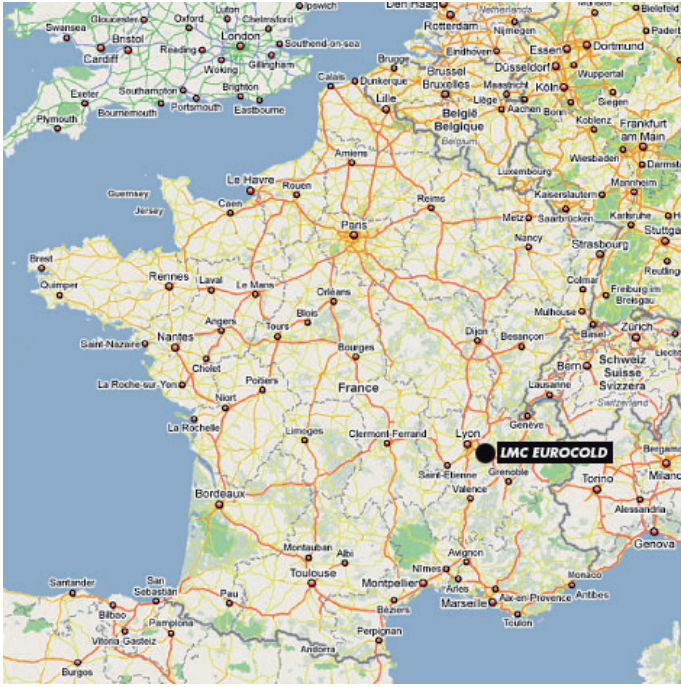 Gloucester
Oxford
Luton
Chelmsford
Ipswich
Swansea
Bristol
Cardiff
Reading
London
Southend-on-sea
Woking
Gillingham
Exeter
Southampton
Brighton
Plymouth
Bournemouth
Portsmouth
Eastbourne
Den Haag
Netherlands
Rotterdam
Nijmegen
Bielefeld
Eindhoven
Essen
Dortmund
Brugge
Düsseldorf
Wuppertal
Calais
Dunkerque
Brussel
Bruxelles
Maastricht
Köln
Lille
België
Belgique
Belgium
Liège
Aachen
Bonn
Siegen
Koblenz
Frankfurt
am Main
Wiesbaden
Amiens
Luxembourg
Le Havre
Rouen
Reims
Kaiserslautern
Mannheim
Guernsey
Jersey
Caen
Metz
Saarbrücken
Karlsruhe
Paris
Nancy
Strasbourg
Brest
Quimper
Rennes
Laval
Le Mans
Orléans
Colmar
Freiburg im
Breisgau
Angers
Tours
Blois
Mulhouse
Saint-Nazaire
Nantes
Cholet
Bourges
Dijon
Besançon
Basel
Zürich
Bern
Schweiz
Suisse
Svizzera
Switzerland
La Roche-sur-Yon
Poitiers
France
Lausanne
Niort
La Rochelle
Genève
Limoges
Clermont-Ferrand
Lyon
LMC EUROCOLD
Saint-Etienne
Grenoble
Bergamo
Milano
Torino
Valence
Bordeaux
Alessandria
Genova
Montauban
Albi
Avignon
Nîmes
Santander
San
Sebastián
Bilbao
Vitoria-Gasteiz
Pamplona
Burgos
Pau
Toulouse
Montpellier
Arles
Aix-en-Provence
Monaco
Antibes
Béziers
Marseille
Toulon
Perpignan
Andorra